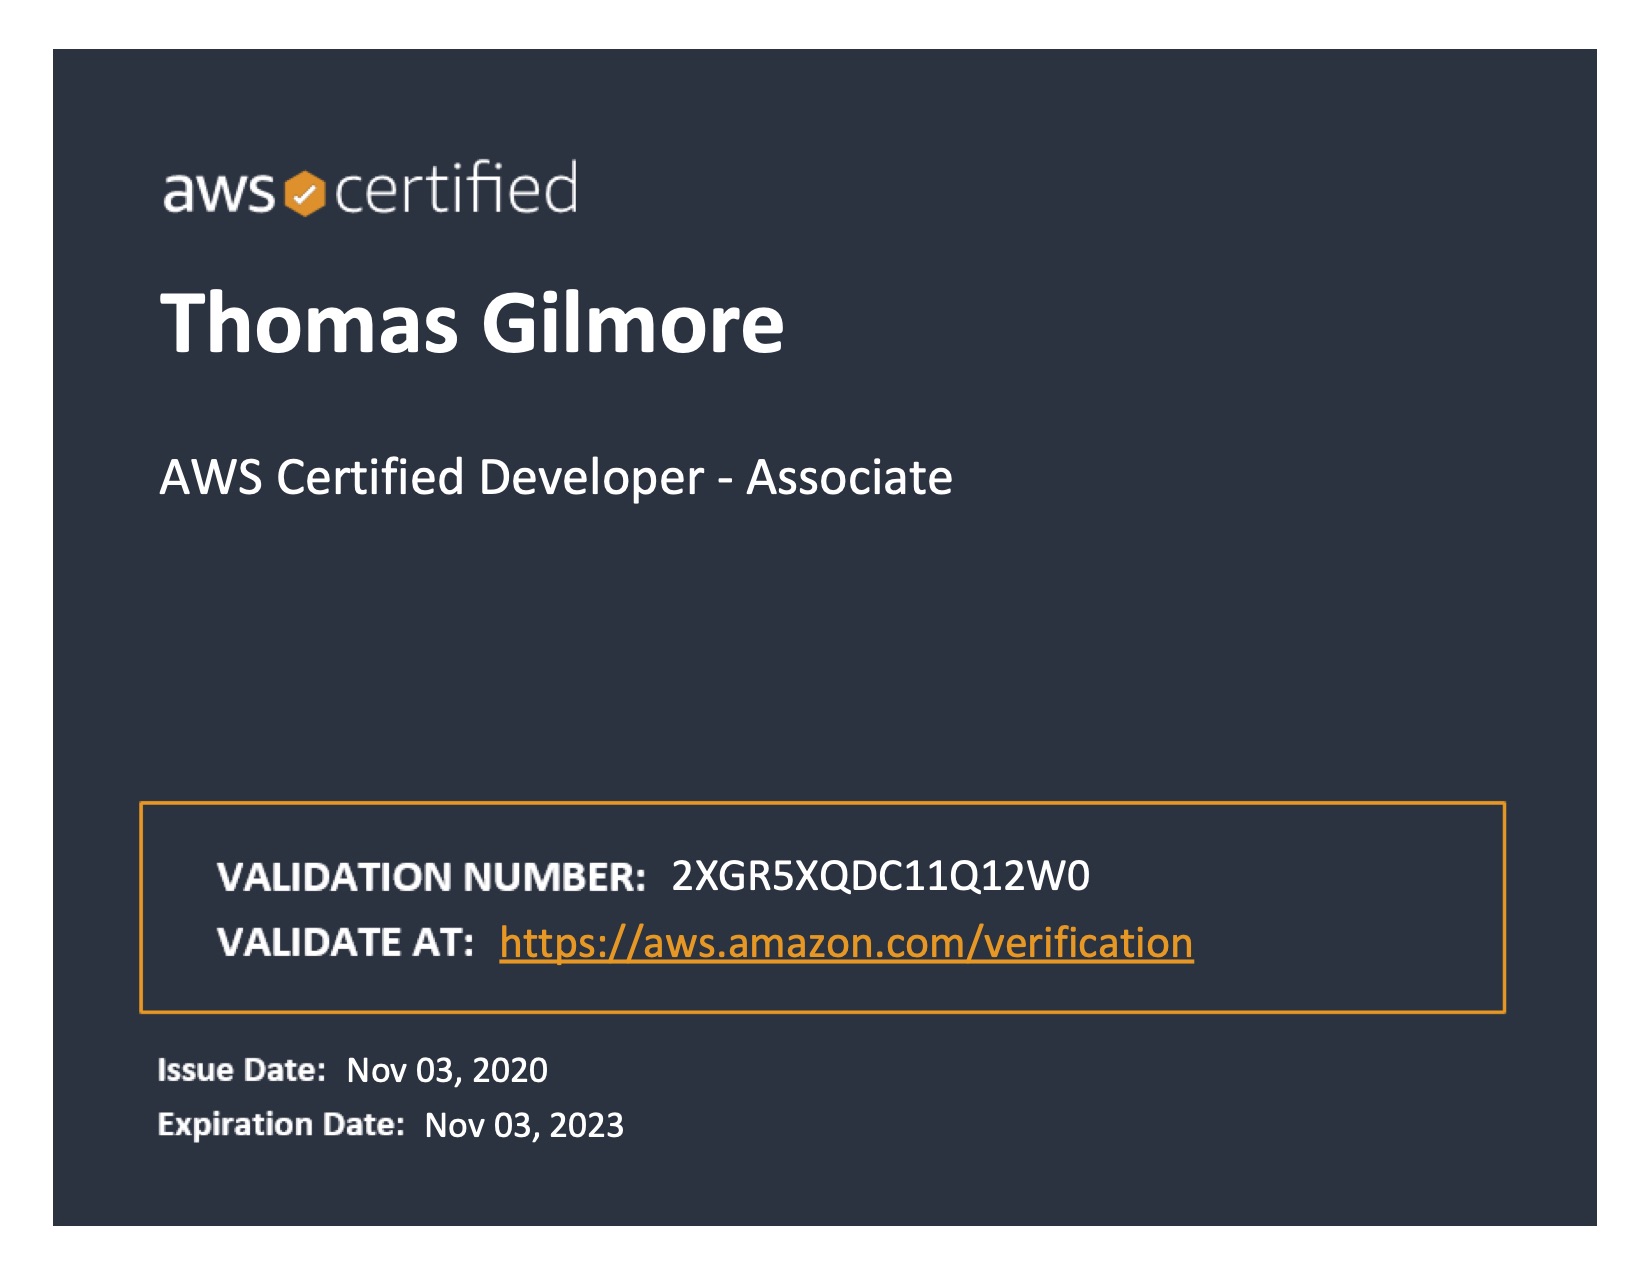 aws certified
Thomas Gilmore
AWS Certified Developer - Associate
VALIDATION NUMBER: 2XGR5XQDC11Q12W0
VALIDATE AT: https://aws.amazon.com/verification
Issue Date: Nov 03, 2020
Expiration Date: Nov 03, 2023